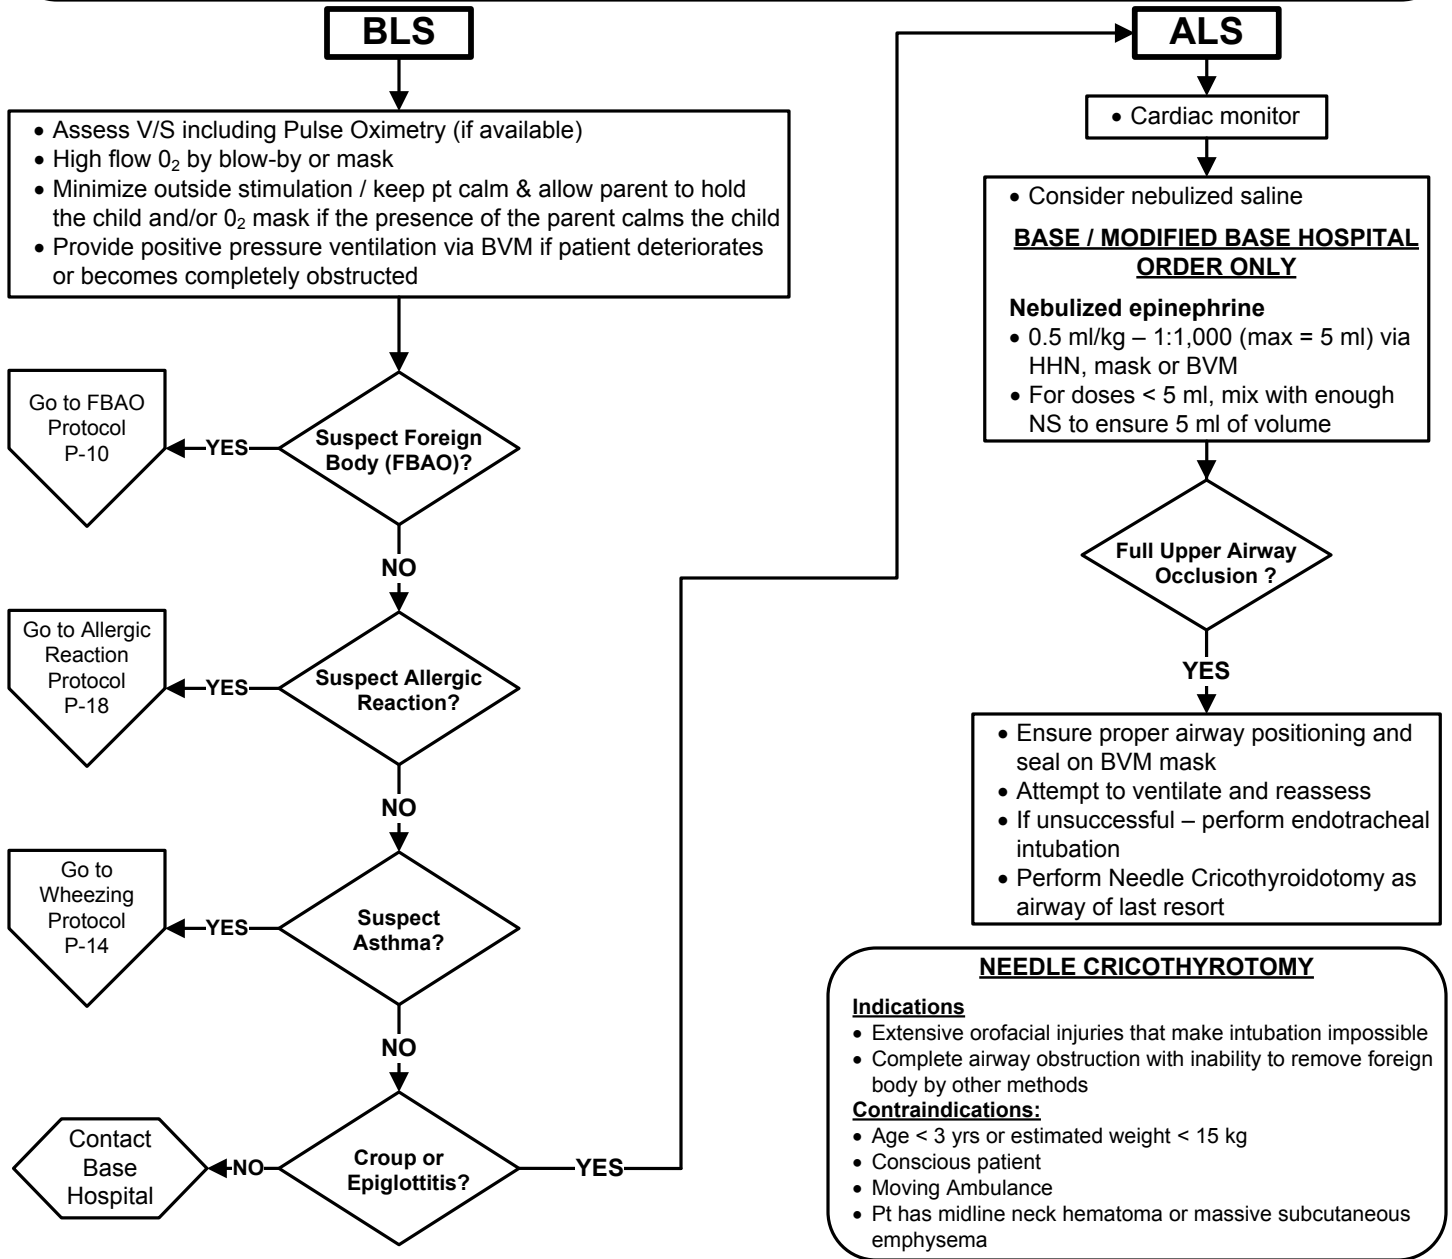 BLS
• Assess V/S including Pulse Oximetry (if available)
• High flow 0₂ by blow-by or mask
• Minimize outside stimulation / keep pt calm & allow parent to hold
the child and/or 0₂ mask if the presence of the parent calms the child
• Provide positive pressure ventilation via BVM if patient deteriorates
or becomes completely obstructed
Suspect Foreign
Body (FBAO)?
YES
Go to FBAO
Protocol
P-10
NO
Suspect Allergic
Reaction?
YES
Go to Allergic
Reaction
Protocol
P-18
NO
Suspect
Asthma?
YES
Go to
Wheezing
Protocol
P-14
NO
Croup or
Epiglottitis?
NO
Contact
Base
Hospital
YES
ALS
• Cardiac monitor
• Consider nebulized saline
BASE / MODIFIED BASE HOSPITAL
ORDER ONLY
Nebulized epinephrine
• 0.5 ml/kg – 1:1,000 (max = 5 ml) via
HHN, mask or BVM
• For doses < 5 ml, mix with enough
NS to ensure 5 ml of volume
Full Upper Airway
Occlusion ?
YES
• Ensure proper airway positioning and
seal on BVM mask
• Attempt to ventilate and reassess
• If unsuccessful – perform endotracheal
intubation
• Perform Needle Cricothyroidotomy as
airway of last resort
NEEDLE CRICOTHYROTOMY
Indications
• Extensive orofacial injuries that make intubation impossible
• Complete airway obstruction with inability to remove foreign
body by other methods
Contraindications:
• Age < 3 yrs or estimated weight < 15 kg
• Conscious patient
• Moving Ambulance
• Pt has midline neck hematoma or massive subcutaneous
emphysema